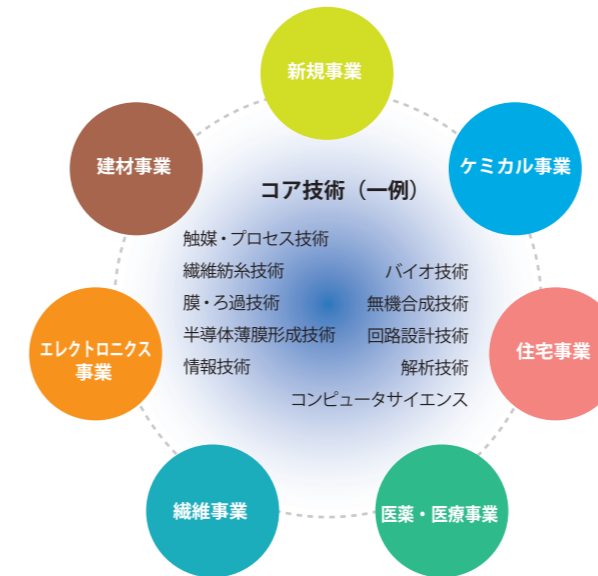 新規事業
建材事業
ケミカル事業
コア技術（一例）
触媒・プロセス技術
繊維紡糸技術
バイオ技術
膜・ろ過技術
無機合成技術
半導体薄膜形成技術
回路設計技術
情報技術
解析技術
コンピュータサイエンス
エレクトロニクス
事業
住宅事業
繊維事業
医薬・医療事業